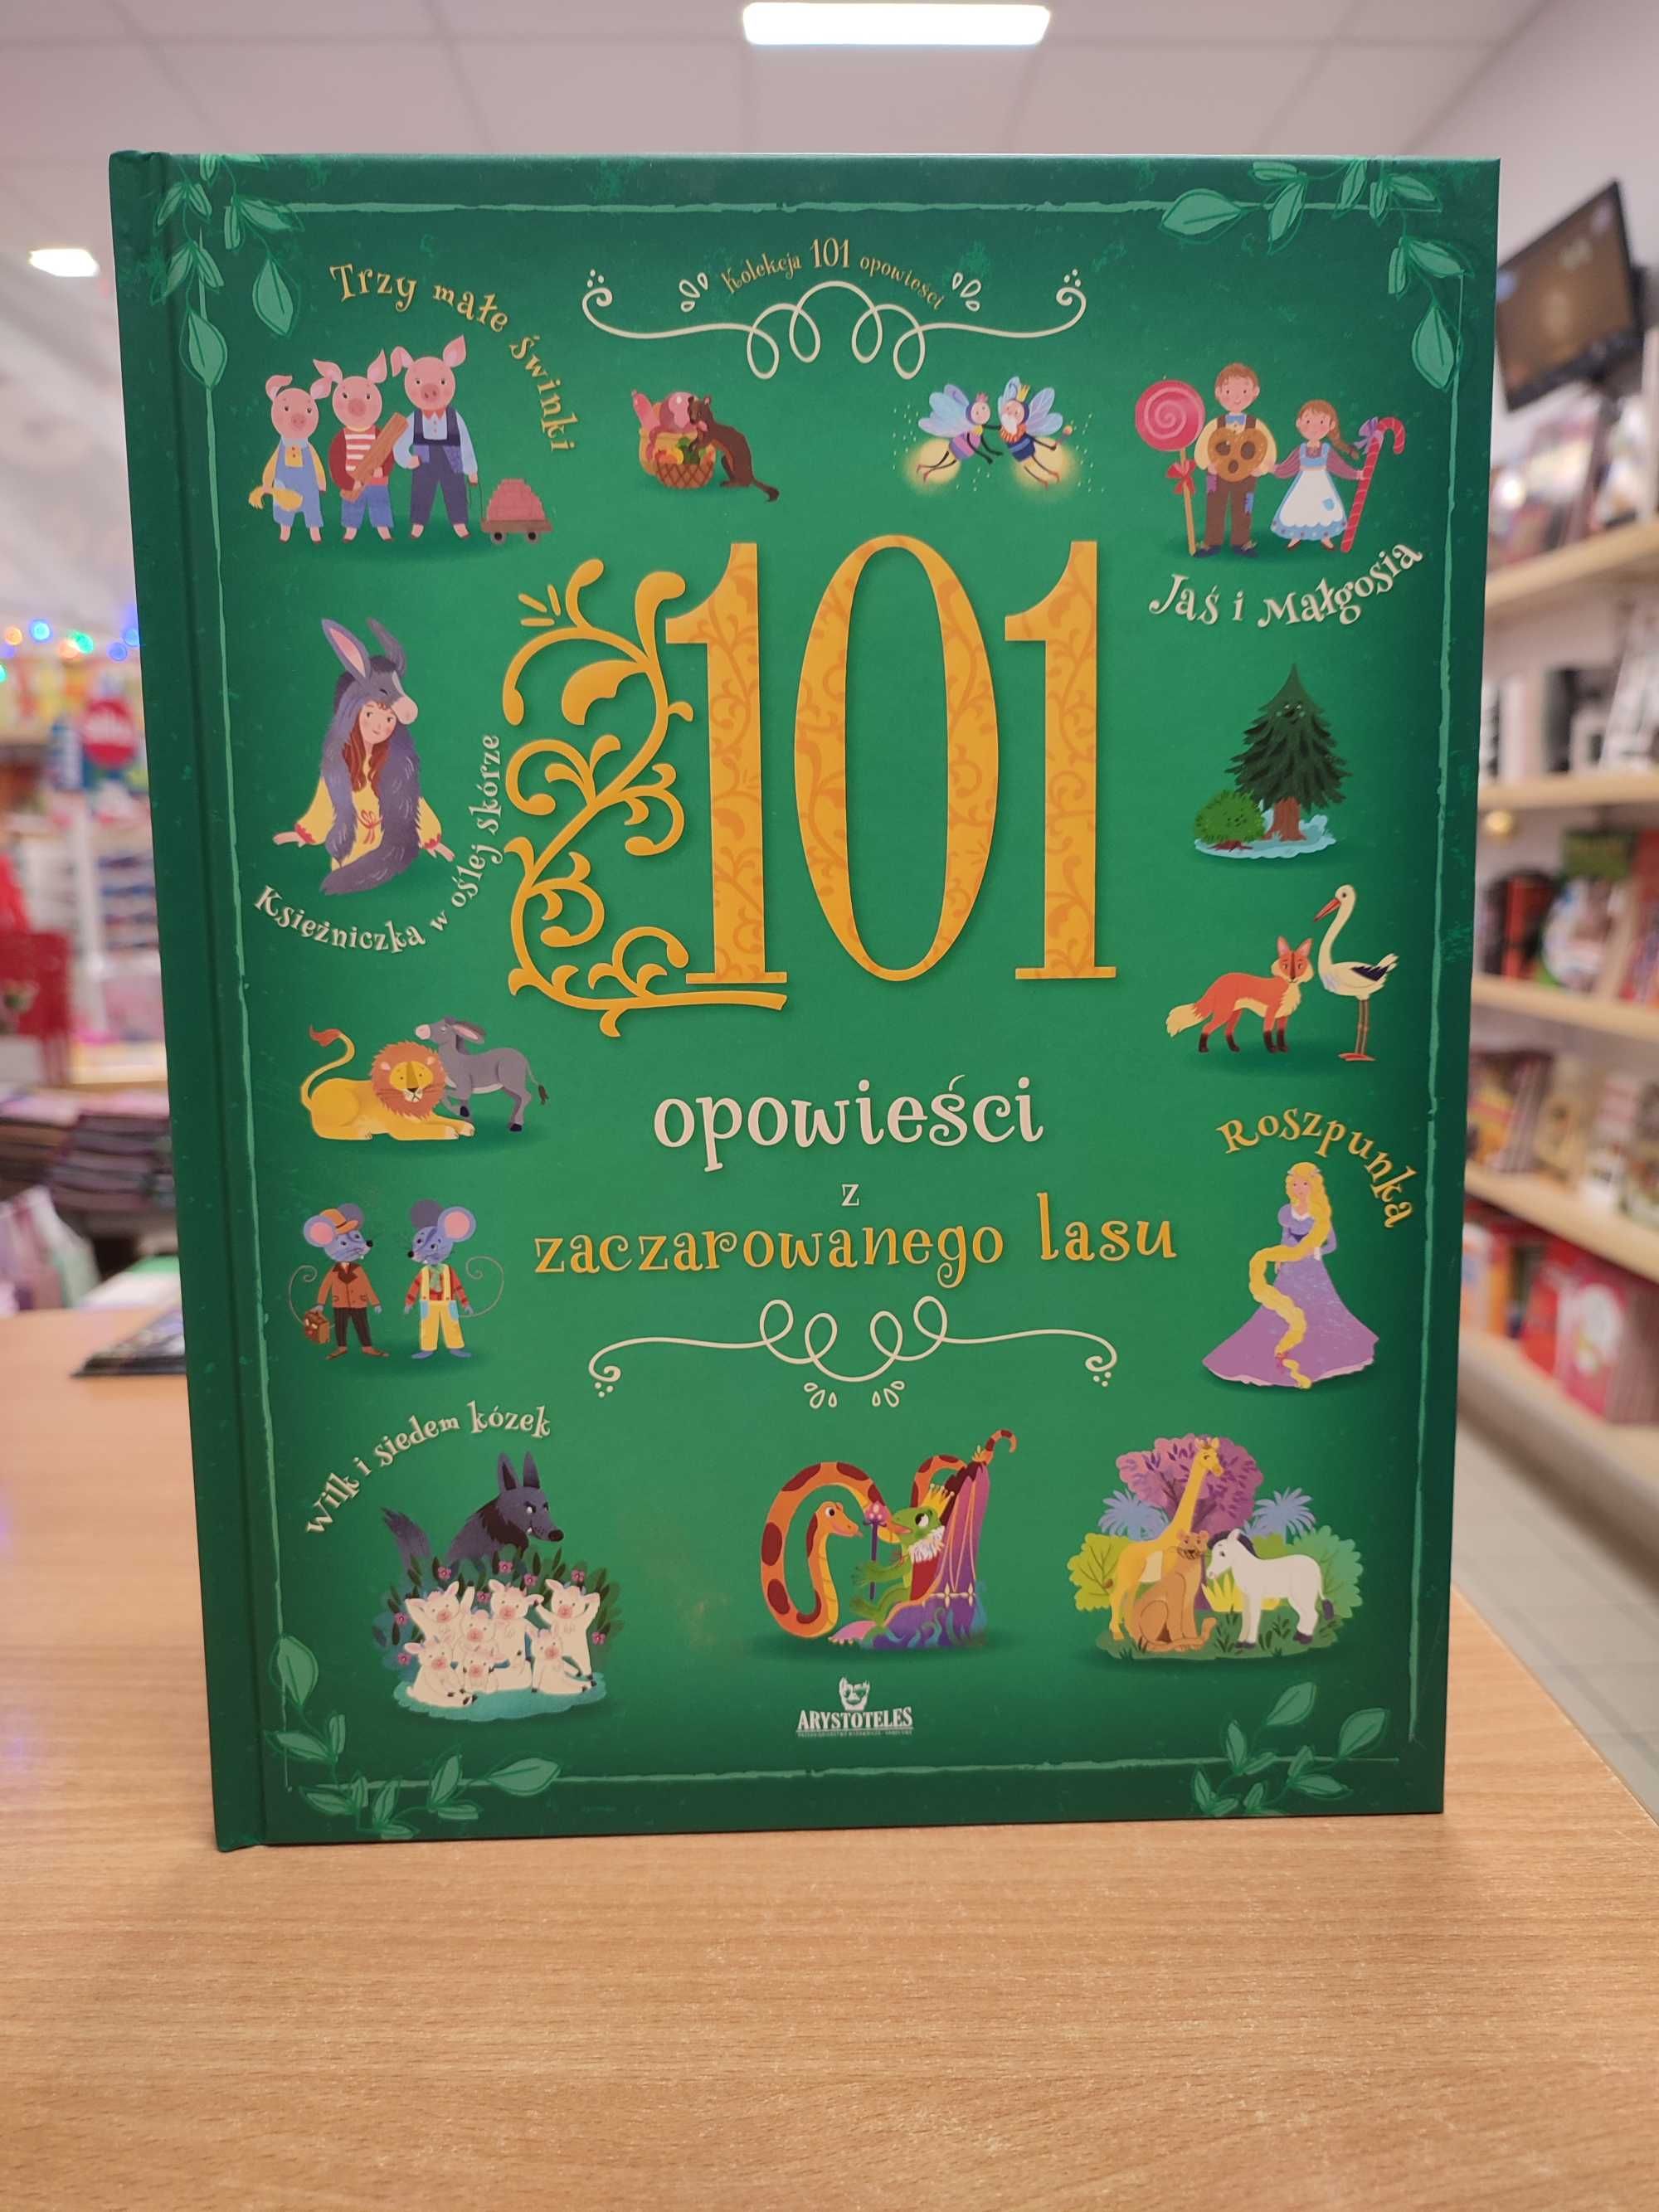 Kolekcja 101 opowieści
Trzy małe świnki
Jaś i Małgosia
101
Księżniczka w oślej skórze
opowieści
z
zaczarowanego lasu
Roszpunka
Wilk i siedem kózek
ARYSTOTELES